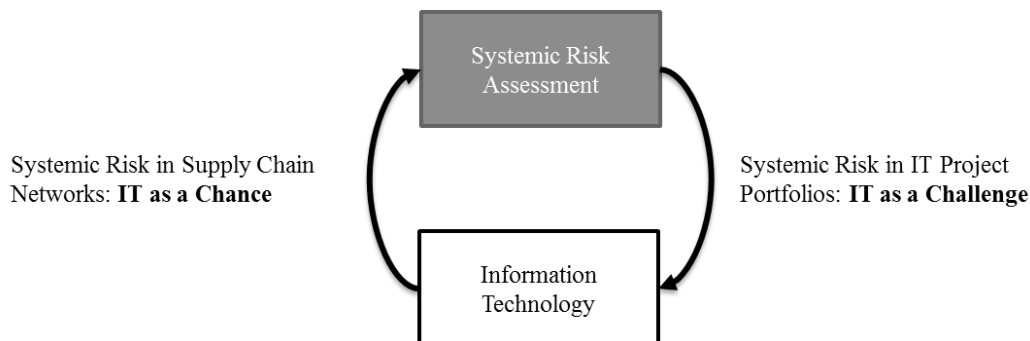 Systemic Risk
Assessment
Systemic Risk in Supply Chain
Networks: IT as a Chance
Systemic Risk in IT Project
Portfolios: IT as a Challenge
Information
Technology